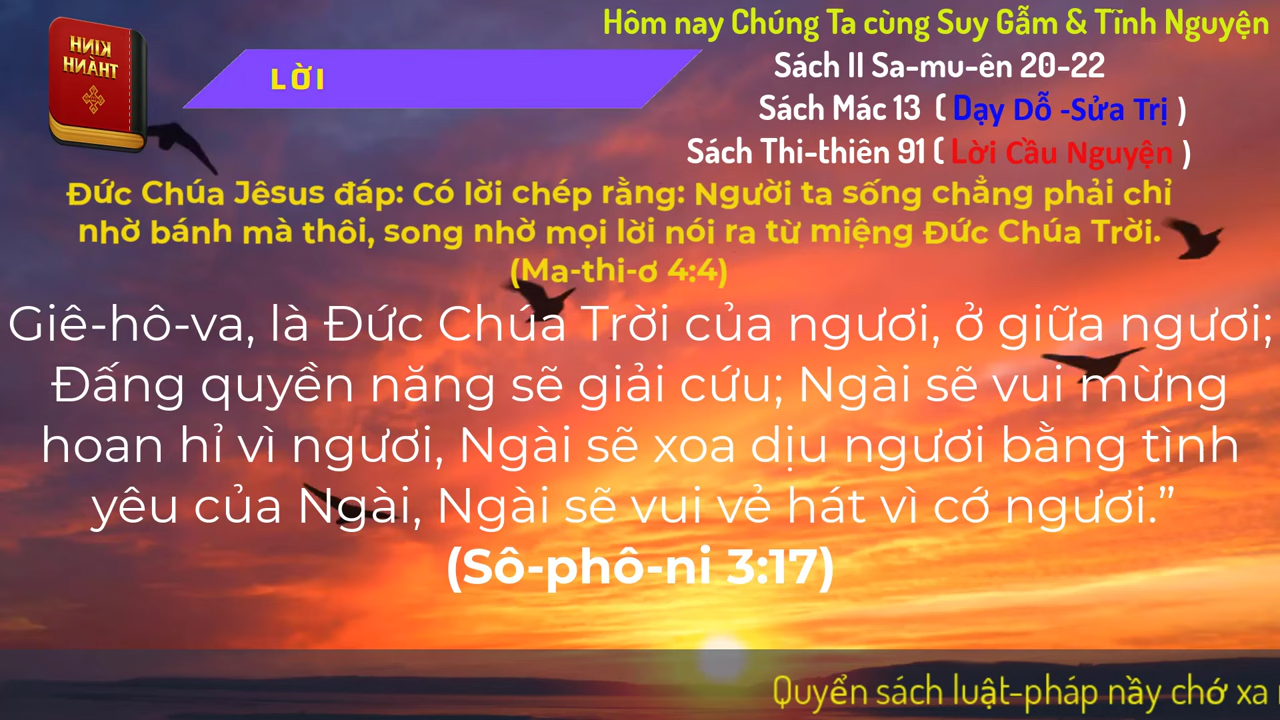 KINH
THÁNH
LỜI
Hôm nay Chúng Ta cùng Suy Gẫm & Tĩnh Nguyện
Sách II Sa-mu-ên 20-22
Sách Mác 13 ( Dạy Dỗ -Sửa Trị )
Sách Thi-thiên 91 ( Lời Cầu Nguyện )
Đức Chúa Jêsus đáp: Có lời chép rằng: Người ta sống chẳng phải chỉ
nhờ bánh mà thôi, song nhờ mọi lời nói ra từ miệng Đức Chúa Trời.
(Ma-thi-ơ 4:4)
Giê-hô-va, là Đức Chúa Trời của ngươi, ở giữa ngươi;
Đấng quyền năng sẽ giải cứu; Ngài sẽ vui mừng
hoan hỉ vì ngươi, Ngài sẽ xoa dịu ngươi bằng tình
yêu của Ngài, Ngài sẽ vui vẻ hát vì cớ ngươi.”
(Sô-phô-ni 3:17)
Quyển sách luật-pháp nầy chớ xa